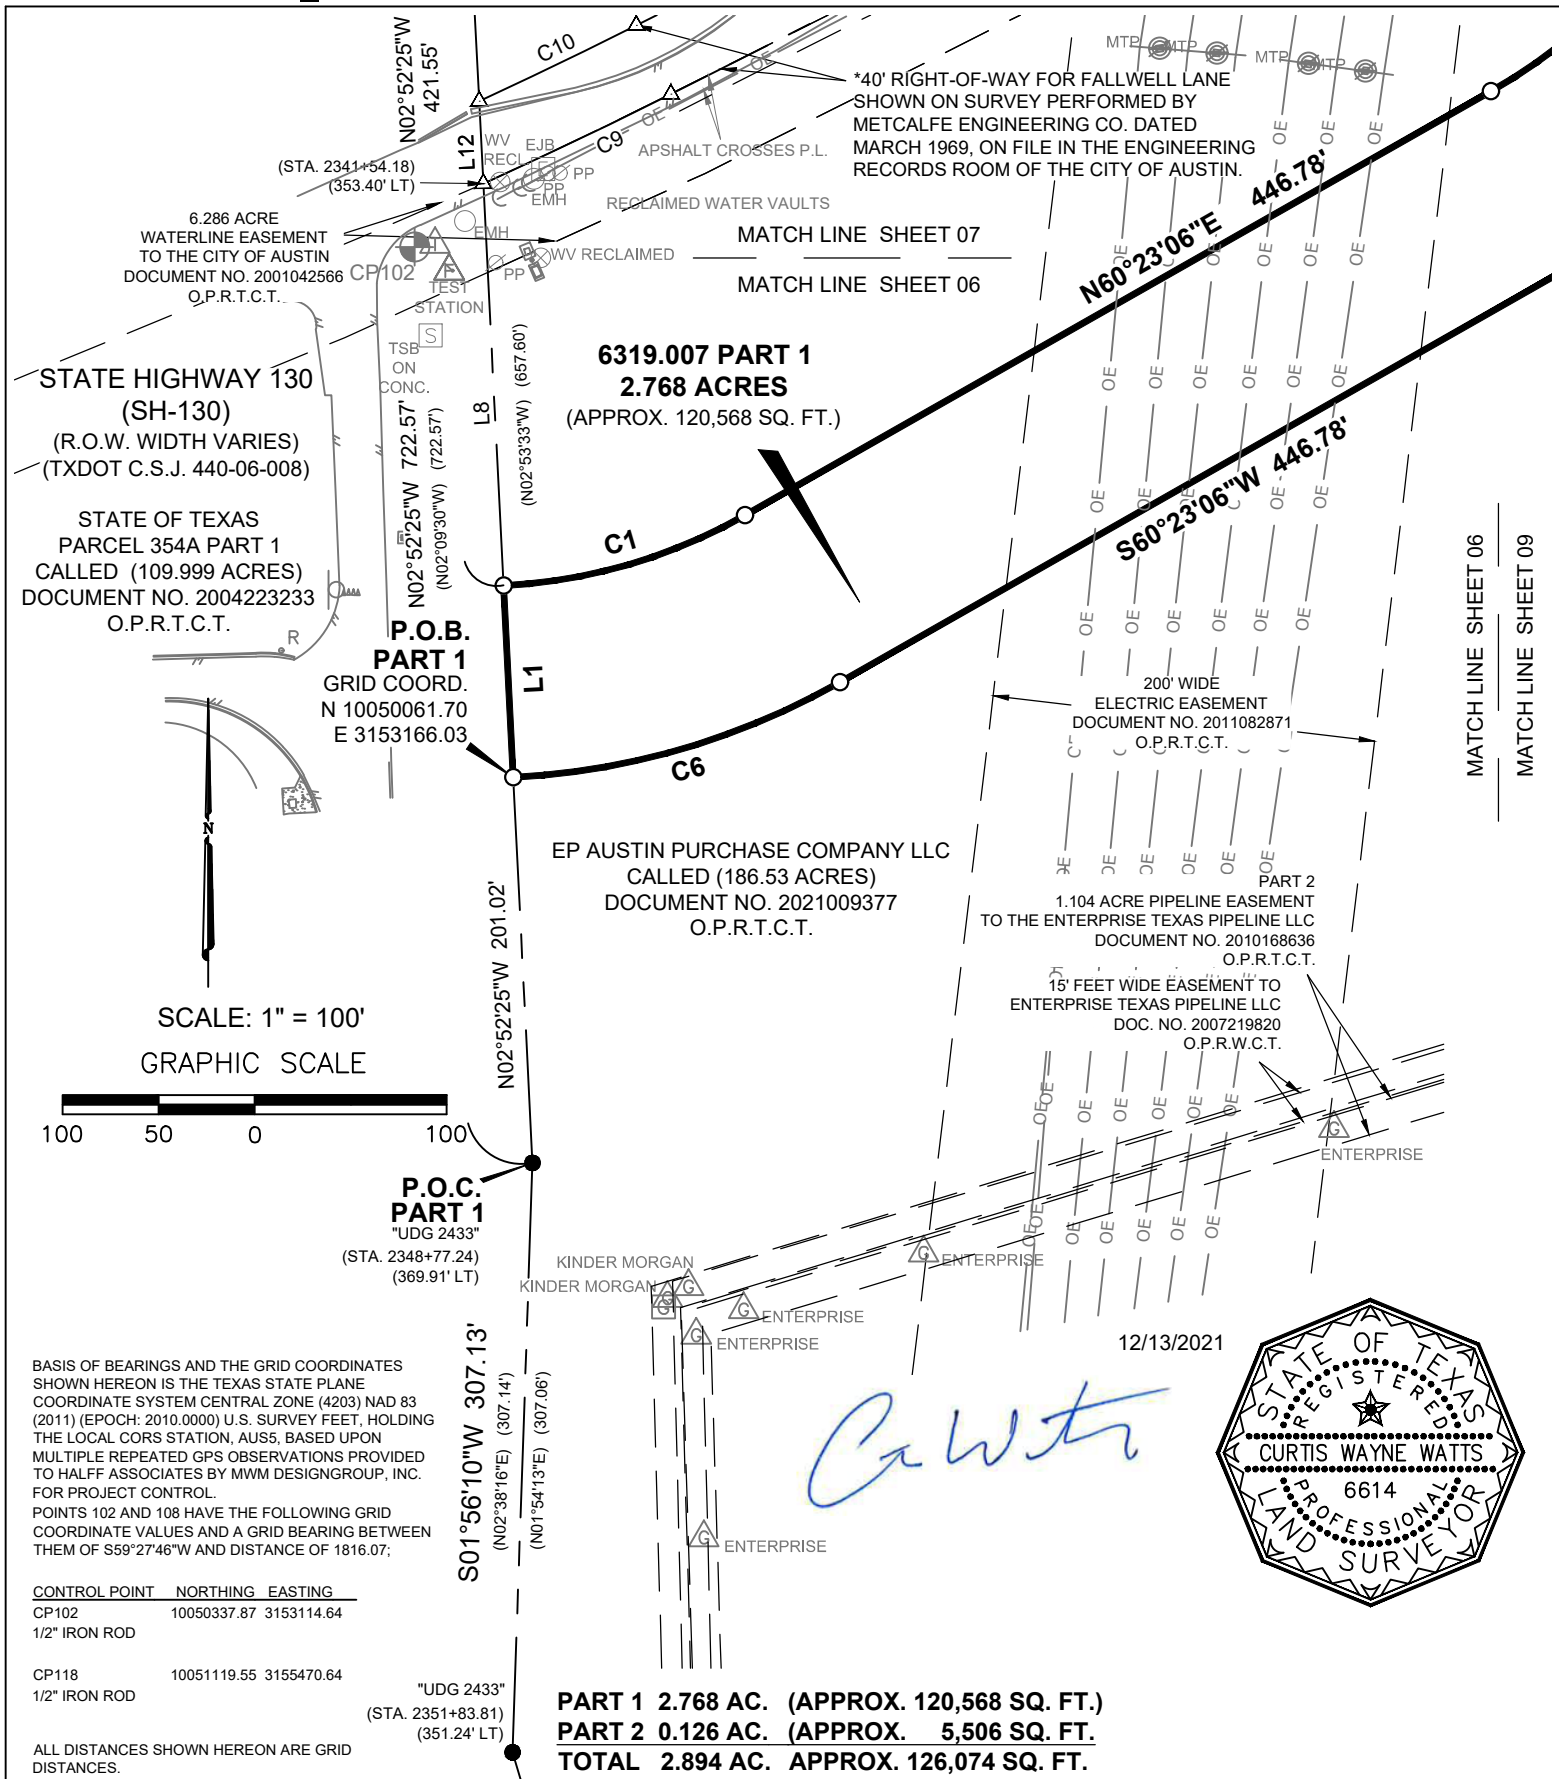 N02°52'25"W
421.55'
C10
L12
C9
OE
OE
MTP
MTP
MTP
MTP
*40' RIGHT-OF-WAY FOR FALLWELL LANE
SHOWN ON SURVEY PERFORMED BY
METCALFE ENGINEERING CO. DATED
MARCH 1969, ON FILE IN THE ENGINEERING
RECORDS ROOM OF THE CITY OF AUSTIN.
(STA. 2341+54.18)
(353.40' LT)
WV
RECL
EJB
E
PP
PP
EMH
APSHALT CROSSES P.L.
RECLAIMED WATER VAULTS
6.286 ACRE
WATERLINE EASEMENT
TO THE CITY OF AUSTIN
DOCUMENT NO. 2001042566
O.P.R.T.C.T.
EMH
WV RECLAIMED
PP
CP102
TEST
STATION
S
TSB
ON
CONC.
MATCH LINE SHEET 07
MATCH LINE SHEET 06
N60°23'06"E 446.78'
S60°23'06"W 446.78'
6319.007 PART 1
2.768 ACRES
(APPROX. 120,568 SQ. FT.)
STATE HIGHWAY 130
(SH-130)
(R.O.W. WIDTH VARIES)
(TXDOT C.S.J. 440-06-008)
STATE OF TEXAS
PARCEL 354A PART 1
CALLED (109.999 ACRES)
DOCUMENT NO. 2004223233
O.P.R.T.C.T.
R
N02°52'25"W 722.57'
(N02°09'30"W) (722.57')
L8
(N02°53'33"W) (657.60')
C1
L1
C6
P.O.B.
PART 1
GRID COORD.
N 10050061.70
E 3153166.03
200' WIDE
ELECTRIC EASEMENT
DOCUMENT NO. 2011082871
O.P.R.T.C.T.
MATCH LINE SHEET 06
MATCH LINE SHEET 09
N
EP AUSTIN PURCHASE COMPANY LLC
CALLED (186.53 ACRES)
DOCUMENT NO. 2021009377
O.P.R.T.C.T.
PART 2
1.104 ACRE PIPELINE EASEMENT
TO THE ENTERPRISE TEXAS PIPELINE LLC
DOCUMENT NO. 2010168636
O.P.R.T.C.T.
15' FEET WIDE EASEMENT TO
ENTERPRISE TEXAS PIPELINE LLC
DOC. NO. 2007219820
O.P.R.W.C.T.
N02°52'25"W 201.02'
SCALE: 1" = 100'
GRAPHIC SCALE
100 50 0 100
P.O.C.
PART 1
"UDG 2433"
(STA. 2348+77.24)
(369.91' LT)
KINDER MORGAN
KINDER MORGAN
G
G
G
G ENTERPRISE
G ENTERPRISE
G ENTERPRISE
G
ENTERPRISE
G ENTERPRISE
S01°56'10"W 307.13'
(N02°38'16"E) (307.14')
(N01°54'13"E) (307.06')
12/13/2021
STATE OF TEXAS
REGISTERED
CURTIS WAYNE WATTS
6614
PROFESSIONAL
LAND SURVEYOR
BASIS OF BEARINGS AND THE GRID COORDINATES
SHOWN HEREON IS THE TEXAS STATE PLANE
COORDINATE SYSTEM CENTRAL ZONE (4203) NAD 83
(2011) (EPOCH: 2010.0000) U.S. SURVEY FEET, HOLDING
THE LOCAL CORS STATION, AUS5, BASED UPON
MULTIPLE REPEATED GPS OBSERVATIONS PROVIDED
TO HALFF ASSOCIATES BY MWM DESIGNGROUP, INC.
FOR PROJECT CONTROL.
POINTS 102 AND 108 HAVE THE FOLLOWING GRID
COORDINATE VALUES AND A GRID BEARING BETWEEN
THEM OF S59°27'46"W AND DISTANCE OF 1816.07;
CONTROL POINT NORTHING EASTING
CP102 10050337.87 3153114.64
1/2" IRON ROD
CP118 10051119.55 3155470.64
1/2" IRON ROD
ALL DISTANCES SHOWN HEREON ARE GRID
DISTANCES.
"UDG 2433"
(STA. 2351+83.81)
(351.24' LT)
PART 1 2.768 AC. (APPROX. 120,568 SQ. FT.)
PART 2 0.126 AC. (APPROX. 5,506 SQ. FT.
TOTAL 2.894 AC. APPROX. 126,074 SQ. FT.